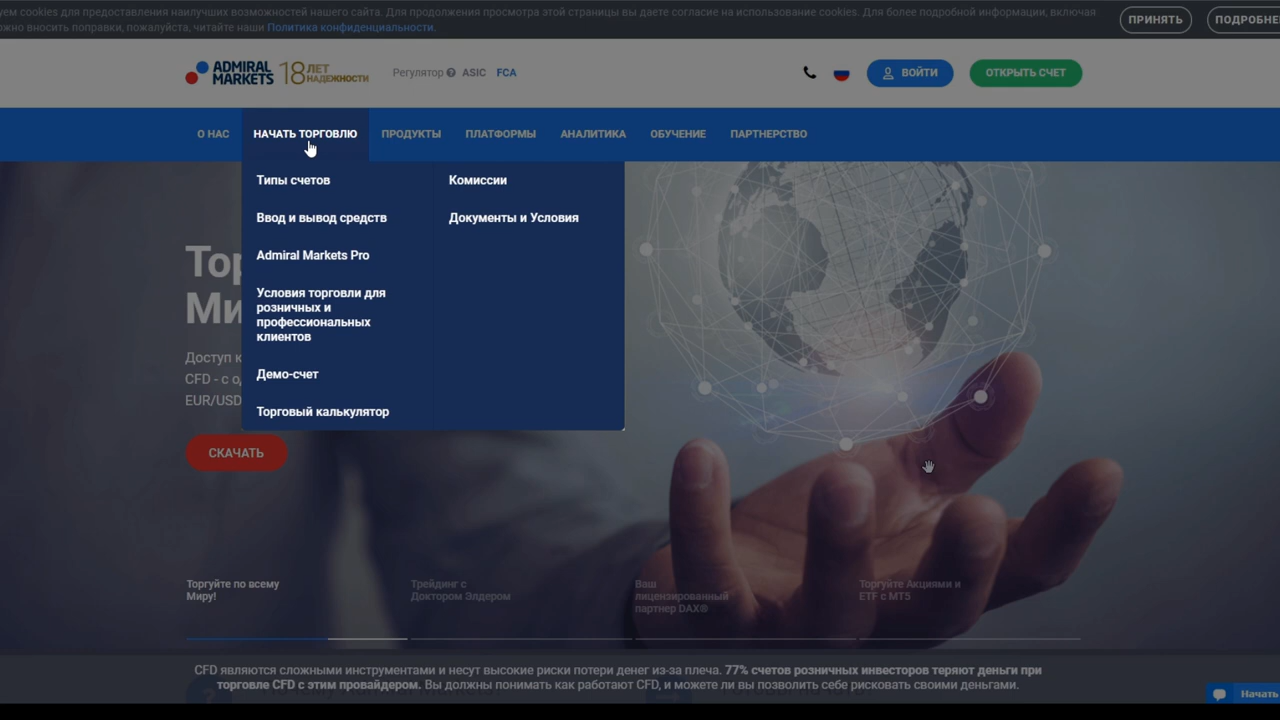 уем cookies для предоставления наилучших возможностей нашего сайта. Для продолжения просмотра этой страницы вы даете согласие на использование cookies. Для более подробной информации, включая
ожно вносить поправки, пожалуйста, читайте наши Политика конфиденциальности.
ПРИНЯТЬ
ПОДРОБНЕ
ADMIRAL
MARKETS
18 ЛЕТ
НАДЕЖНОСТИ
Регулятор ? ASIC FCA
ВОЙТИ
ОТКРЫТЬ СЧЕТ
О НАС НАЧАТЬ ТОРГОВЛЮ ПРОДУКТЫ ПЛАТФОРМЫ АНАЛИТИКА ОБУЧЕНИЕ ПАРТНЕРСТВО
Типы счетов
Ввод и вывод средств
Admiral Markets Pro
Условия торговли для
розничных и
профессиональных
клиентов
Демо-счет
Торговый калькулятор
Комиссии
Документы и Условия
Тор
Ми
Доступ к
CFD - с о
EUR/USD
СКАЧАТЬ
Торгуйте по всему
Миру!
Трейдинг с
Доктором Элдером
Ваш
лицензированный
партнер DAX®
Торгуйте Акциями и
ETF с MT5
CFD являются сложными инструментами и несут высокие риски потери денег из-за плеча. 77% счетов розничных инвесторов теряют деньги при
торговле CFD с этим провайдером. Вы должны понимать как работают CFD, и можете ли вы позволить себе рисковать своими деньгами.
Начать